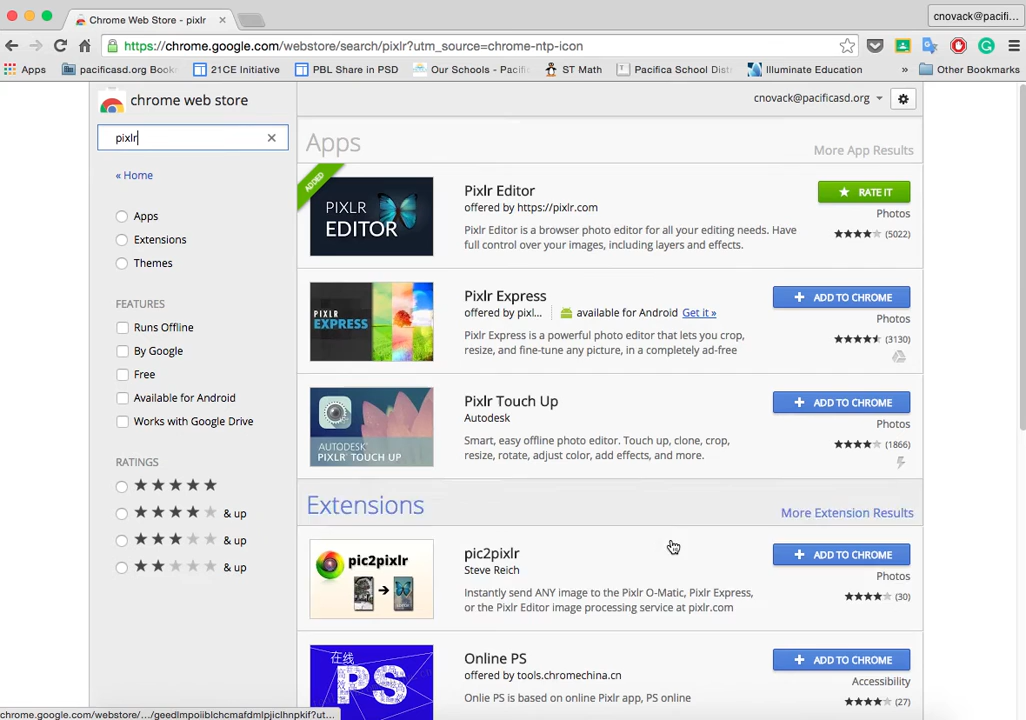 Chrome Web Store - pixlr
cnovack@pacifi...
https://chrome.google.com/webstore/search/pixlr?utm_source=chrome-ntp-icon
Apps
pacificasd.org Book
21CE Initiative
PBL Share in PSD
Our Schools - Pacific
ST Math
Pacifica School Dist
Illuminate Education
»
Other Bookmarks
chrome web store
cnovack@pacificasd.org
pixlr
« Home
Apps
Extensions
Themes
FEATURES
Runs Offline
By Google
Free
Available for Android
Works with Google Drive
RATINGS
& up
& up
& up
Apps
More App Results
ADDED
PIXLR
EDITOR
Pixlr Editor
offered by https://pixlr.com
Pixlr Editor is a browser photo editor for all your editing needs. Have
full control over your images, including layers and effects.
RATE IT
Photos
(5022)
PIXLR
EXPRESS
Pixlr Express
offered by pixl...
available for Android Get it »
Pixlr Express is a powerful photo editor that lets you crop,
resize, and fine-tune any picture, in a completely ad-free
ADD TO CHROME
Photos
(3130)
AUTODESK
PIXLR TOUCH UP
Pixlr Touch Up
Autodesk
Smart, easy offline photo editor. Touch up, clone, crop,
resize, rotate, adjust color, add effects, and more.
ADD TO CHROME
Photos
(1866)
Extensions
More Extension Results
pic2pixlr
pic2pixlr
Steve Reich
Instantly send ANY image to the Pixlr O-Matic, Pixlr Express,
or the Pixlr Editor image processing service at pixlr.com
ADD TO CHROME
Photos
(30)
在线
PS
Online PS
offered by tools.chromechina.cn
Onlie PS is based on online Pixlr app, PS online
ADD TO CHROME
Accessibility
(27)
chrome.google.com/webstore/.../geedlmpoiiblchcmafdmlpjiclhnpkif?ut...